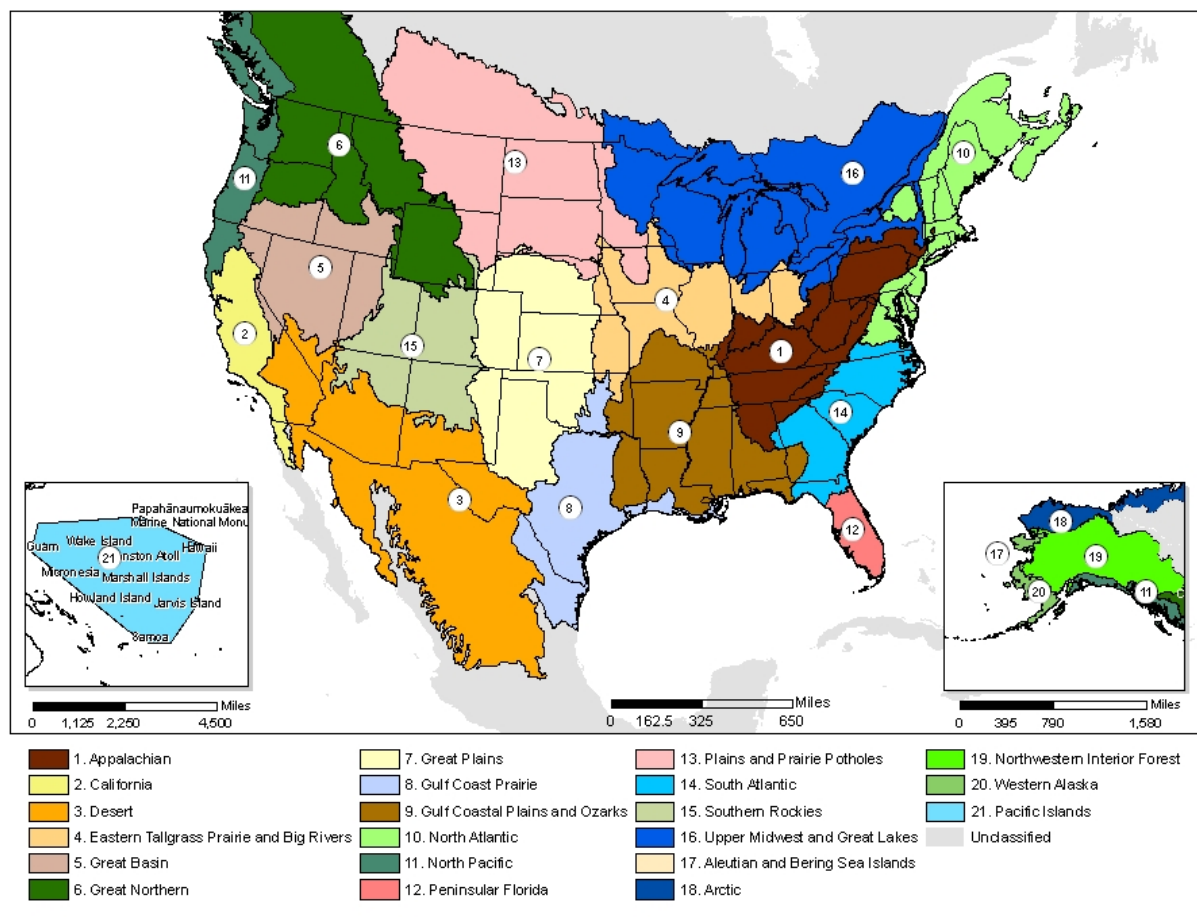 6
13
16
10
11
5
4
2
15
7
1
14
9
3
8
12
Papahānaumokuākea
Marine National Monu
Wake Island
Guam
21
nston Atoll
Hawaii
Micronesia
Marshall Islands
Howland Island
Jarvis Island
Samoa
18
17
19
20
11
C
Miles
0 1,125 2,250 4,500
Miles
0 162.5 325 650
Miles
0 395 790 1,580
1. Appalachian
2. California
3. Desert
4. Eastern Tallgrass Prairie and Big Rivers
5. Great Basin
6. Great Northern
7. Great Plains
8. Gulf Coast Prairie
9. Gulf Coastal Plains and Ozarks
10. North Atlantic
11. North Pacific
12. Peninsular Florida
13. Plains and Prairie Potholes
14. South Atlantic
15. Southern Rockies
16. Upper Midwest and Great Lakes
17. Aleutian and Bering Sea Islands
18. Arctic
19. Northwestern Interior Forest
20. Western Alaska
21. Pacific Islands
Unclassified